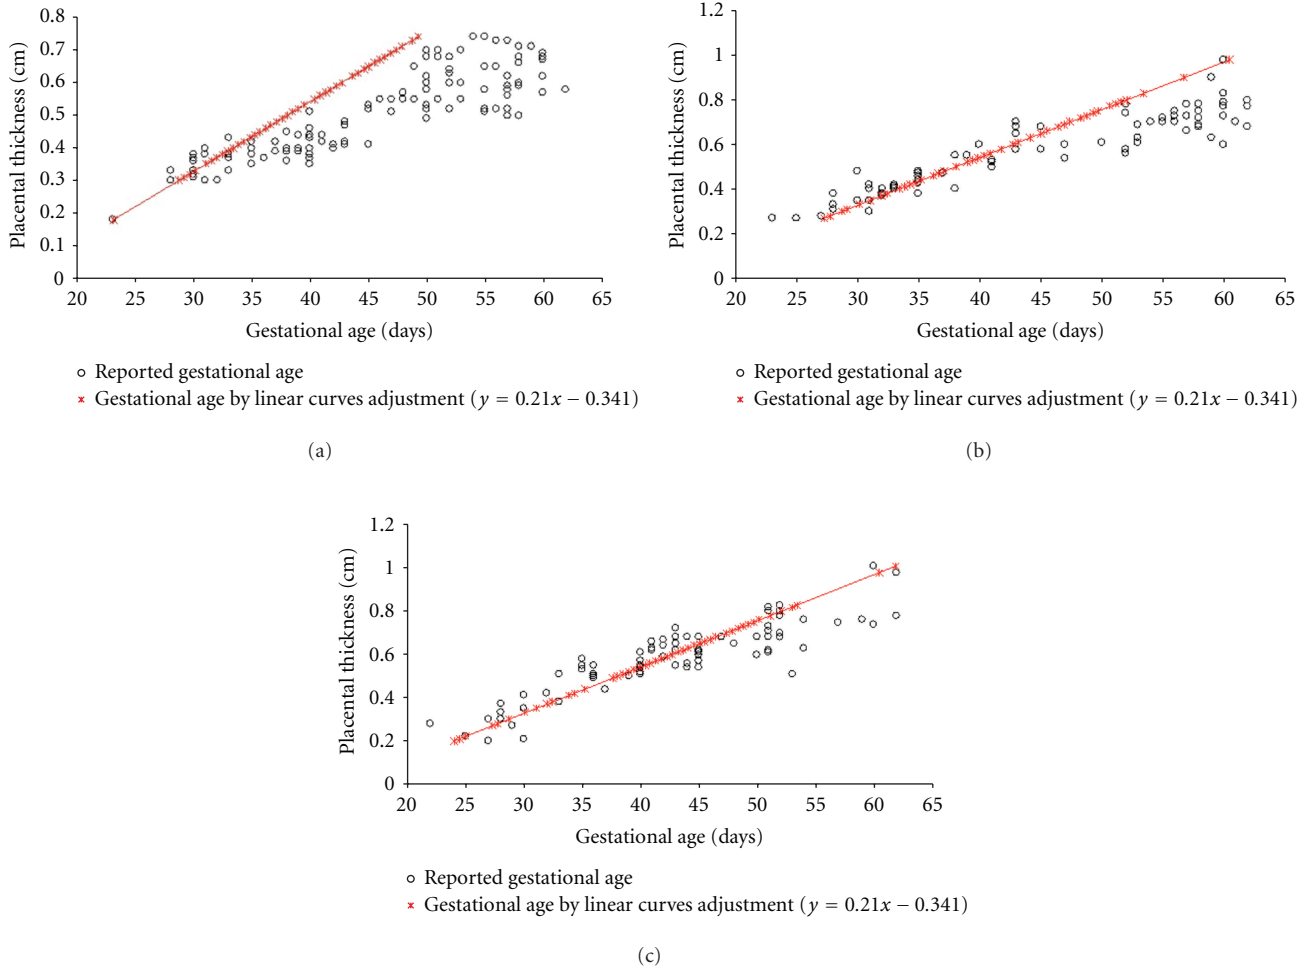 0.8
0.7
0.6
0.5
0.4
0.3
0.2
0.1
0
Placental thickness (cm)
20 25 30 35 40 45 50 55 60 65
Gestational age (days)
Reported gestational age
Gestational age by linear curves adjustment (y = 0.21x − 0.341)
(a)
1.2
1
0.8
0.6
0.4
0.2
0
Placental thickness (cm)
20 25 30 35 40 45 50 55 60 65
Gestational age (days)
Reported gestational age
Gestational age by linear curves adjustment (y = 0.21x − 0.341)
(b)
1.2
1
0.8
0.6
0.4
0.2
0
Placental thickness (cm)
20 25 30 35 40 45 50 55 60 65
Gestational age (days)
Reported gestational age
Gestational age by linear curves adjustment (y = 0.21x − 0.341)
(c)